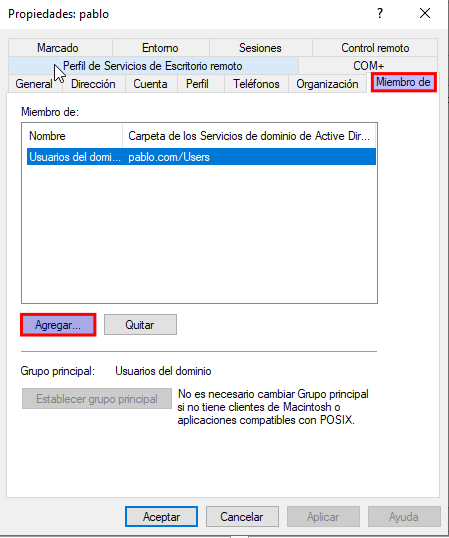 Propiedades: pablo
Marcado Entorno Sesiones Control remoto
Perfil de Servicios de Escritorio remoto COM+
General Dirección Cuenta Perfil Teléfonos Organización Miembro de
Miembro de:
Nombre Carpeta de los Servicios de dominio de Active Dir...
Usuarios del domi... pablo.com/Users
Agregar... Quitar
Grupo principal: Usuarios del dominio
Establecer grupo principal
No es necesario cambiar Grupo principal
si no tiene clientes de Macintosh o
aplicaciones compatibles con POSIX.
Aceptar Cancelar Aplicar Ayuda